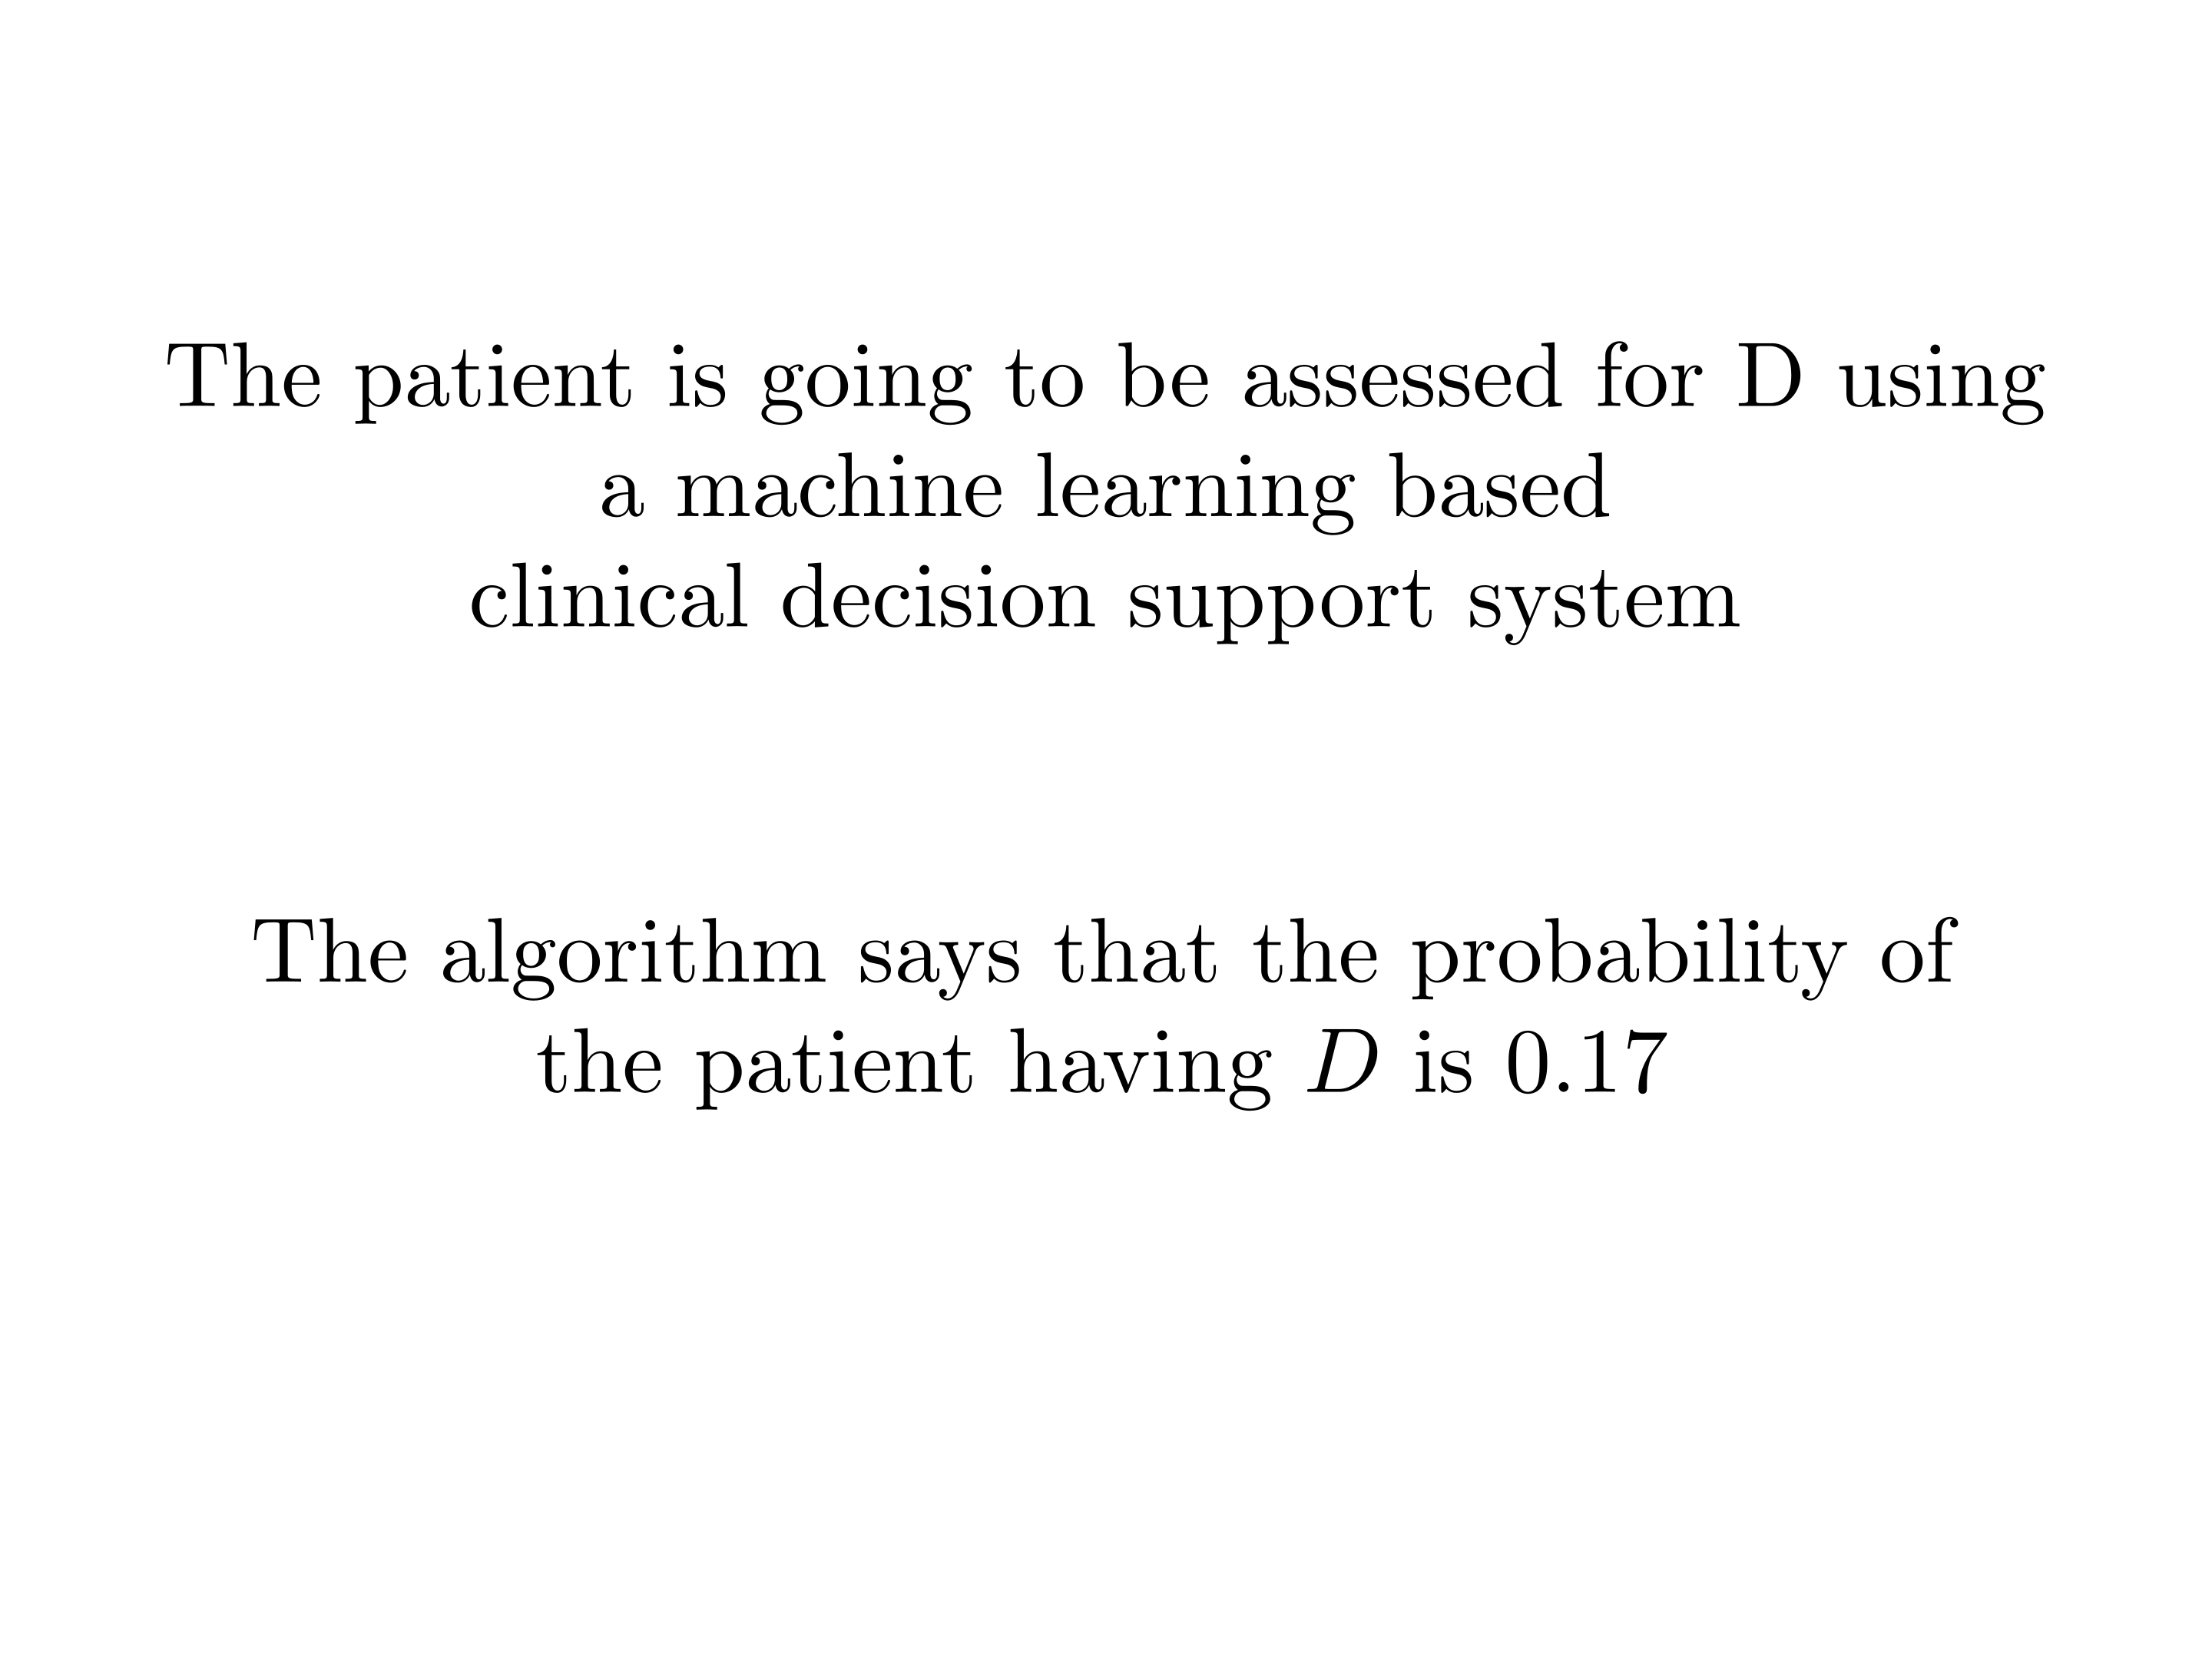 The patient is going to be assessed for D using
a machine learning based
clinical decision support system
The algorithm says that the probability of
the patient having D is 0.17